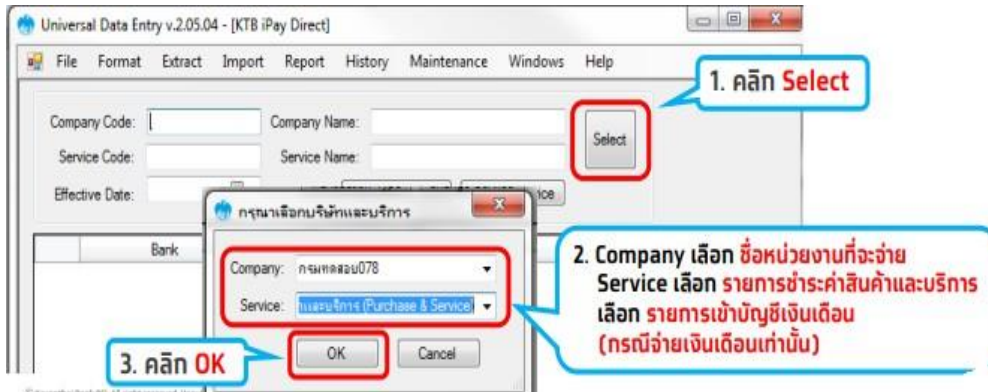 Universal Data Entry v.2.05.04 - [KTB iPay Direct]
File Format Extract Import Report History Maintenance Windows Help
1. คลิก Select
Company Code: Company Name:
Select
Service Code: Service Name:
Effective Date:
กรุณาเลือกบริษัทและบริการ
Bank
Company: กรมทดสอบ078
Service: และบริการ (Purchase & Service)
2. Company เลือก ชื่อหน่วยงานที่จะจ่าย
Service เลือก รายการชำระค่าสินค้าและบริการ
เลือก รายการเข้าบัญชีเงินเดือน
(กรณีจ่ายเงินเดือนเท่านั้น)
OK Cancel
3. คลิก OK